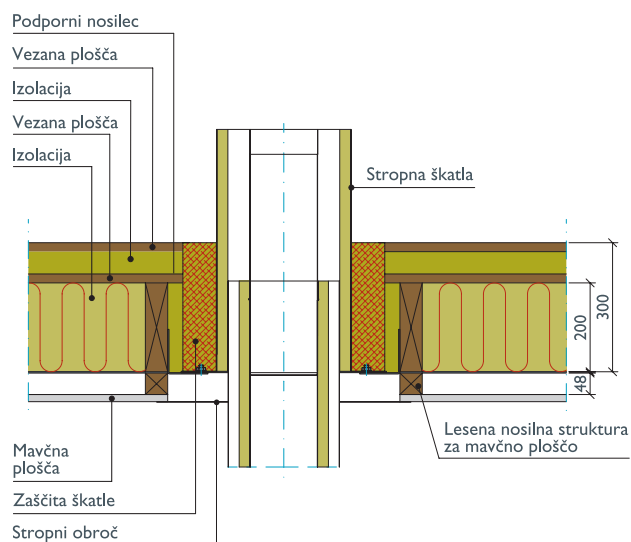 Podporni nosilec
Vezana plošča
Izolacija
Vezana plošča
Izolacija
Stropna škatla
200
300
48
Lesena nosilna struktura
za mavčno ploščo
Mavčna
plošča
Zaščita škatle
Stropni obroč